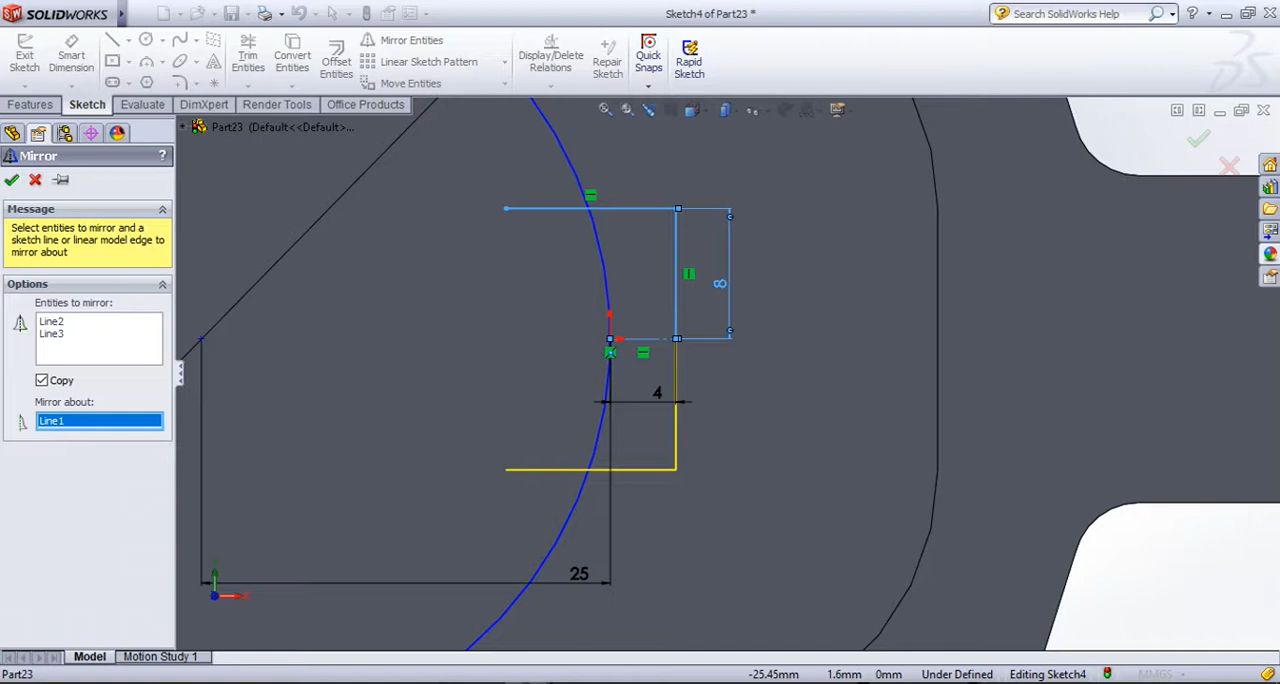 SW SOLIDWORKS
Sketch4 of Part23 *
Search SolidWorks Help
Exit Sketch
Smart Dimension
Trim Entities
Convert Entities
Offset Entities
Mirror Entities
Linear Sketch Pattern
Move Entities
Display/Delete Relations
Repair Sketch
Quick Snaps
Rapid Sketch
Features
Sketch
Evaluate
DimXpert
Render Tools
Office Products
Part23 (Default<<Default>...
Mirror
?
Message
Select entities to mirror and a
sketch line or linear model edge to
mirror about
Options
Entities to mirror:
Line2
Line3
Copy
Mirror about:
Line1
8
4
25
Model
Motion Study 1
Part23
-25.45mm
1.6mm
0mm
Under Defined
Editing Sketch4
MMGS